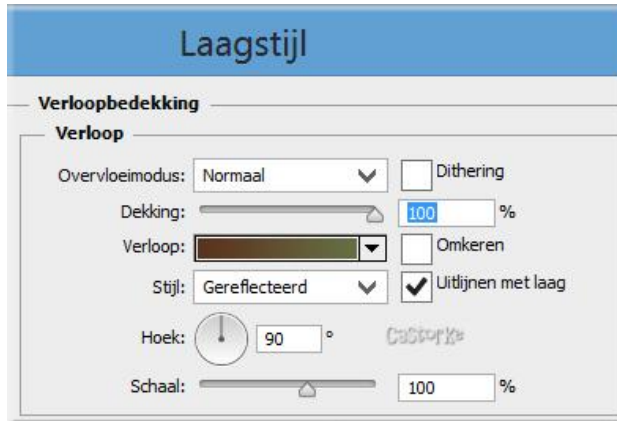 Laagstijl
Verloopbedekking
Verloop
Overvloeimodus: Normaal Dithering
Dekking: 100 %
Verloop: Omkeren
Stijl: Gereflecteerd Uitlijnen met laag
Hoek: 90 ° CaStorKe
Schaal: 100 %